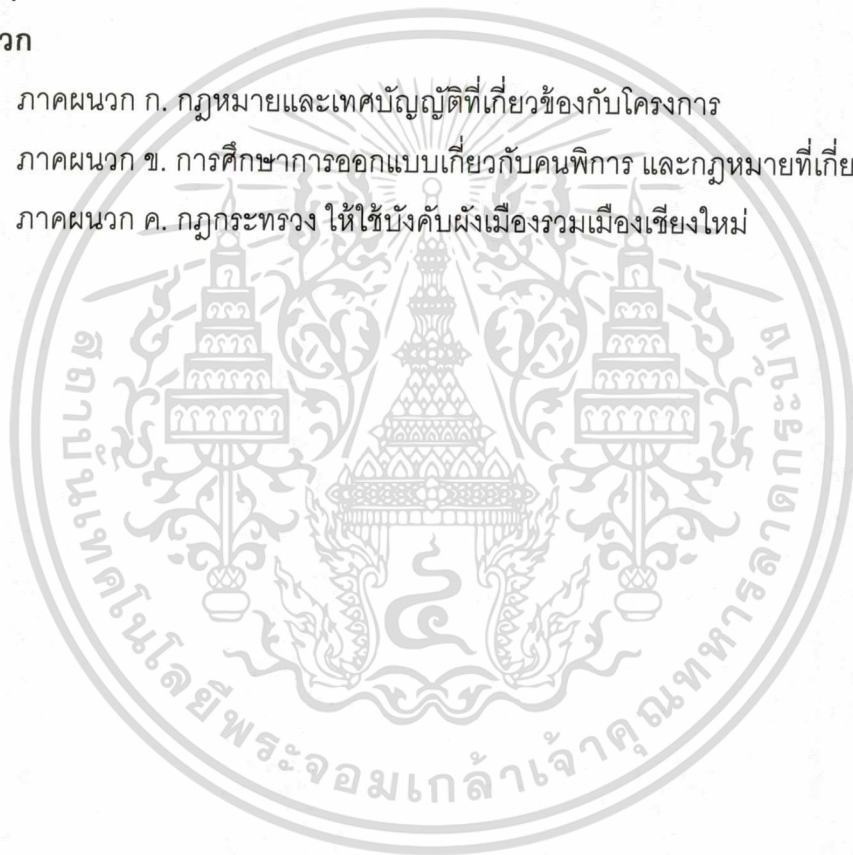 วก
ภาคผนวก ก. กฎหมายและเทศบัญญัติที่เกี่ยวข้องกับโครงการ
ภาคผนวก ข. การศึกษาการออกแบบเกี่ยวกับคนพิการ และกฎหมายที่เกี่ย
ภาคผนวก ค. กฎกระทรวง ให้ใช้บังคับผังเมืองรวมเมืองเชียงใหม่
สถาบันเทคโนโลยีพระจอมเกล้าเจ้าคุณทหารลาดกระบัง